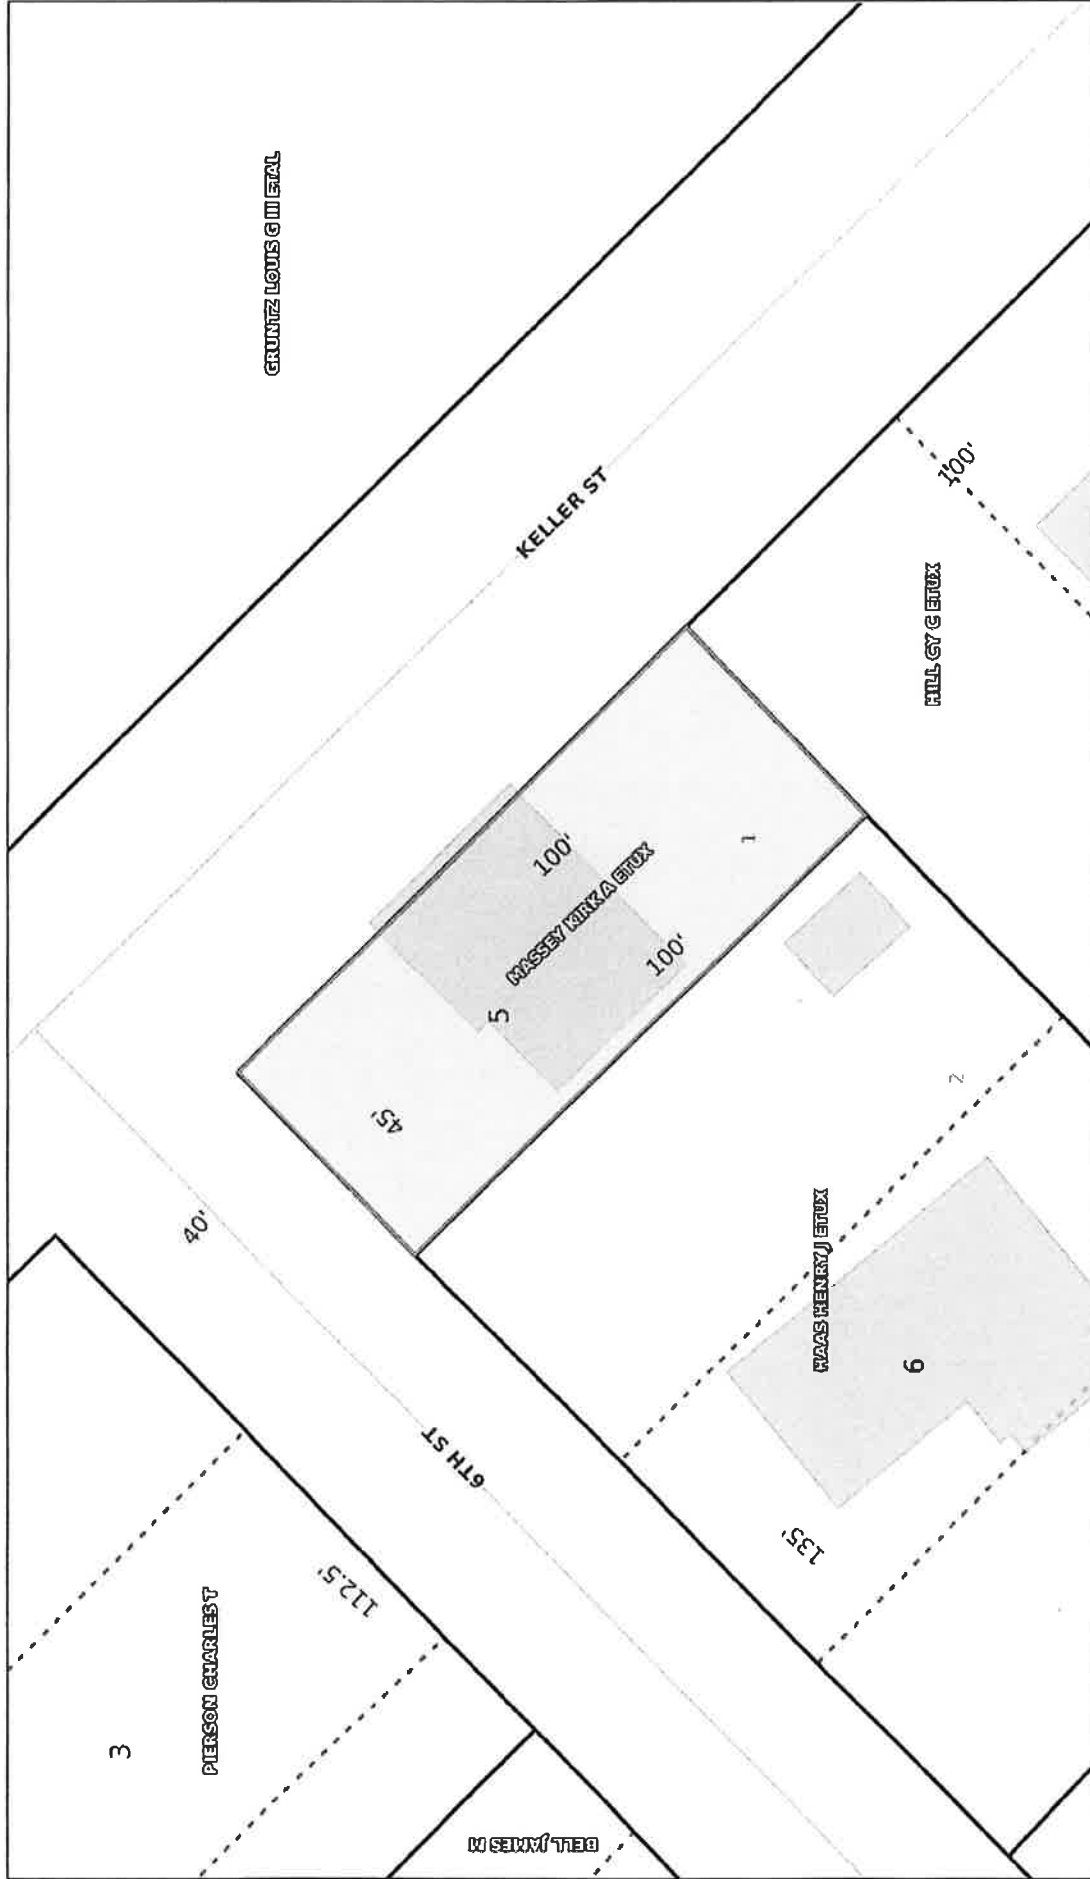 GRUNTZ LOUIS G III ETAL
KELLER ST
100'
HILL CY C ETUX
100'
MASSEY KIRK A ETUX
1
100'
5
45'
40'
2
HAAS HENRY J ETUX
6
6TH ST
135'
112.5'
PIERSON CHARLES T
3
BELL JAMES M